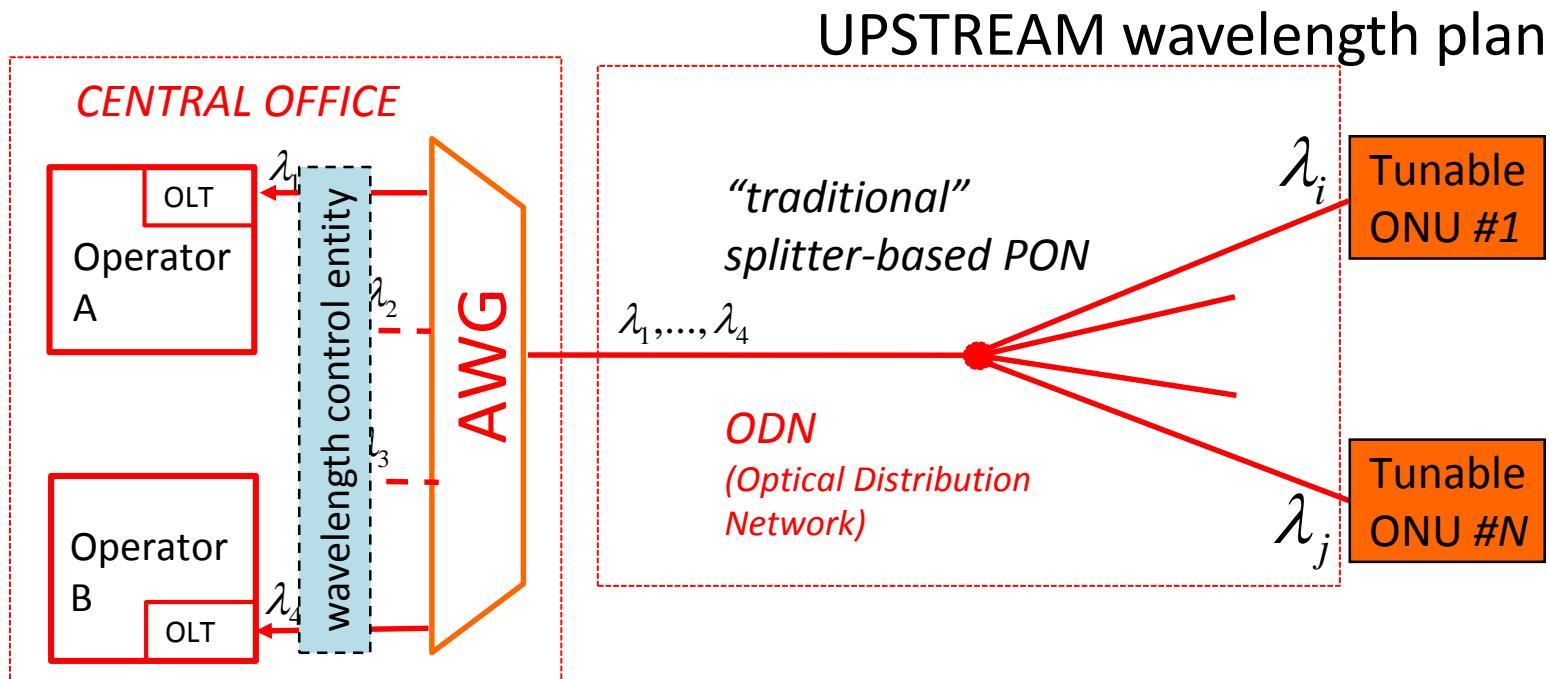 UPSTREAM wavelength plan
CENTRAL OFFICE
OLT
Operator
A
λ1
wavelength control entity
λ2
λ3
Operator
B
OLT
λ4
AWG
λ1,..., λ4
“traditional”
splitter-based PON
ODN
(Optical Distribution
Network)
λi
Tunable
ONU #1
λj
Tunable
ONU #N